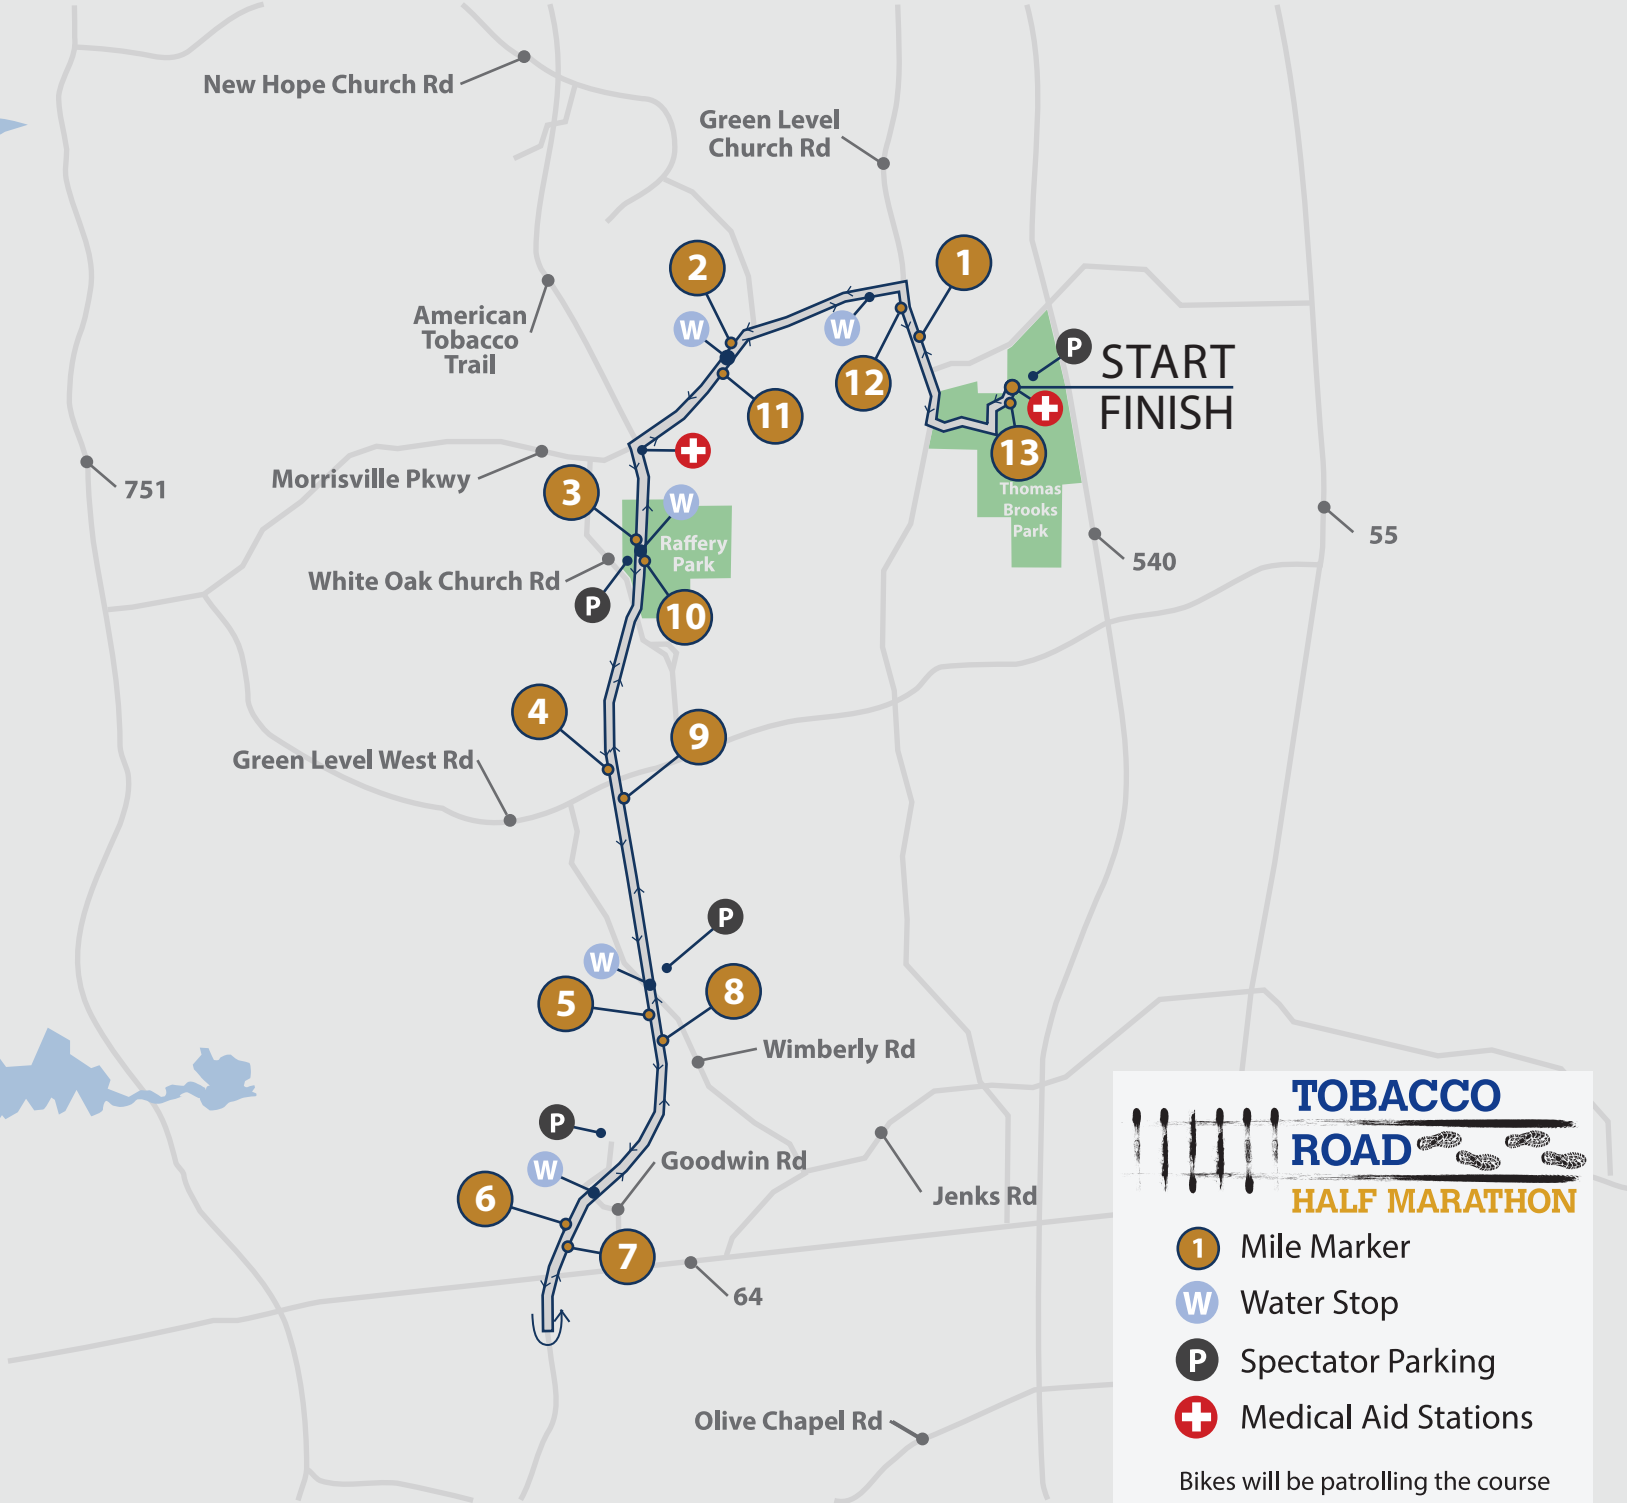 New Hope Church Rd
Green Level
Church Rd
2
1
American
Tobacco
Trail
W
W
P
START
12
11
FINISH
13
Morrisville Pkwy
751
3
W
Thomas
Brooks
Park
55
Raffery
Park
540
White Oak Church Rd
P
10
4
9
Green Level West Rd
P
W
5
8
Wimberly Rd
P
W
Goodwin Rd
6
Jenks Rd
7
64
Olive Chapel Rd
TOBACCO
ROAD
HALF MARATHON
1 Mile Marker
W Water Stop
P Spectator Parking
Medical Aid Stations
Bikes will be patrolling the course